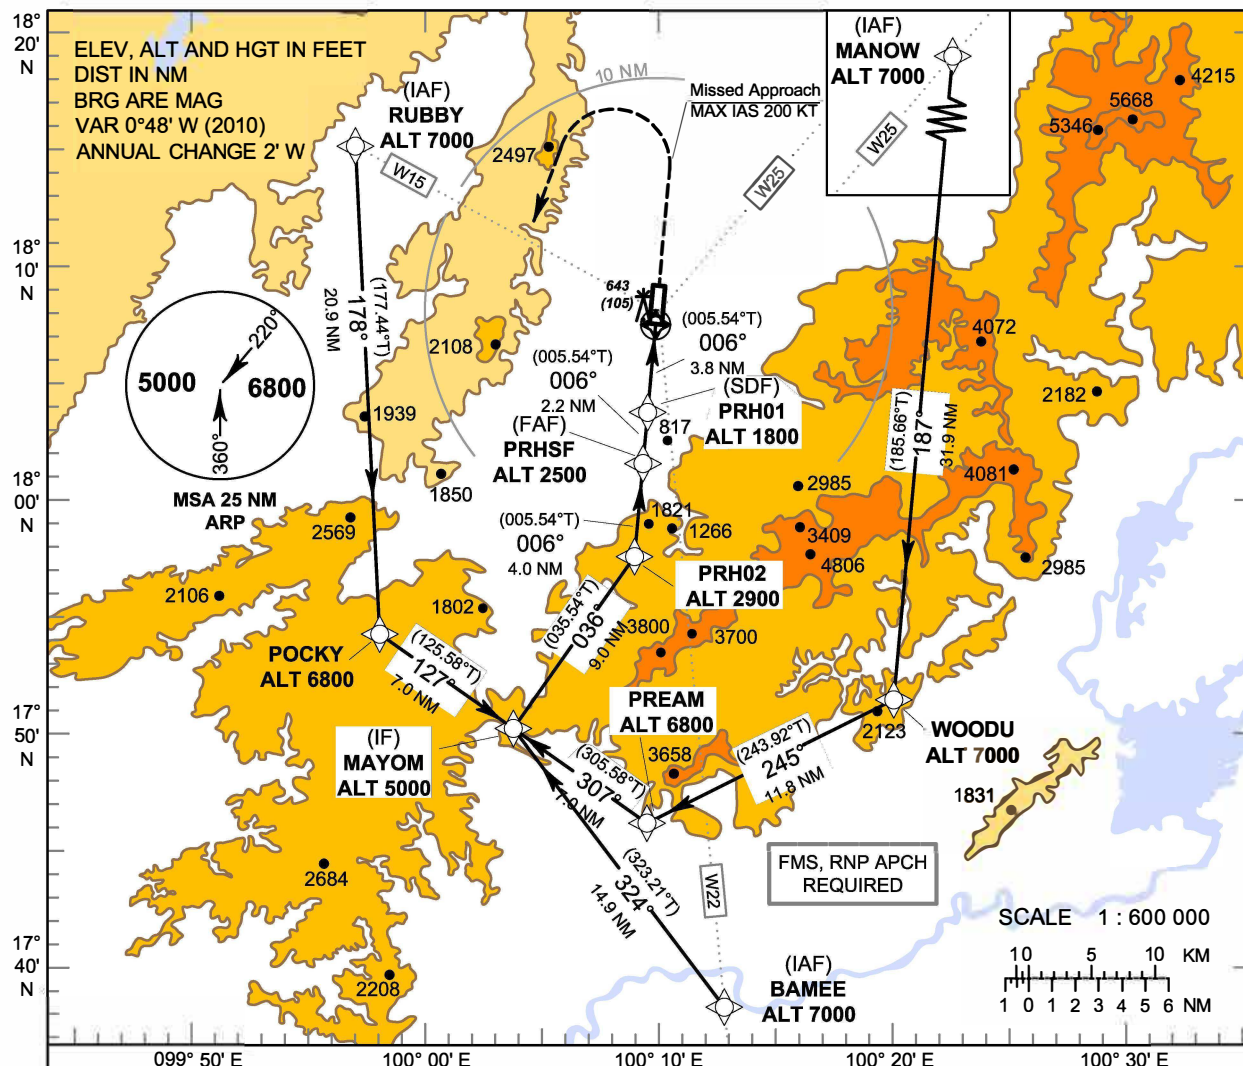 18°
20'
N
ELEV, ALT AND HGT IN FEET
DIST IN NM
BRG ARE MAG
VAR 0°48' W (2010)
ANNUAL CHANGE 2' W
(IAF)
RUBBY
ALT 7000
10 NM
Missed Approach
MAX IAS 200 KT
(IAF)
MANOW
ALT 7000
W25
W25
W15
4215
5668
5346
2497
18°
10'
N
643
(105)
(177.44°T)
178°
20.9 NM
220°
5000
6800
360°
MSA 25 NM
ARP
2108
1939
1850
(005.54°T)
006°
3.8 NM
(005.54°T)
006°
2.2 NM
(SDF)
PRH01
ALT 1800
(FAF)
PRHSF
ALT 2500
817
4072
2182
(185.66°T)
187°
31.9 NM
4081
18°
00'
N
2569
2985
1821
1266
3409
4806
2985
(005.54°T)
006°
4.0 NM
PRH02
ALT 2900
2106
1802
(035.54°T)
036°
9.0 NM
3800
3700
POCKY
ALT 6800
(125.58°T)
127°
7.0 NM
PREAM
ALT 6800
17°
50'
N
(IF)
MAYOM
ALT 5000
(305.58°T)
307°
7.0 NM
3658
(243.92°T)
245°
11.8 NM
2123
WOODU
ALT 7000
1831
2684
(323.21°T)
324°
14.9 NM
W22
FMS, RNP APCH
REQUIRED
SCALE 1 : 600 000
10 5 10 KM
1 0 1 2 3 4 5 6 NM
17°
40'
N
2208
(IAF)
BAMEE
ALT 7000
099° 50' E
100° 00' E
100° 10' E
100° 20' E
100° 30' E